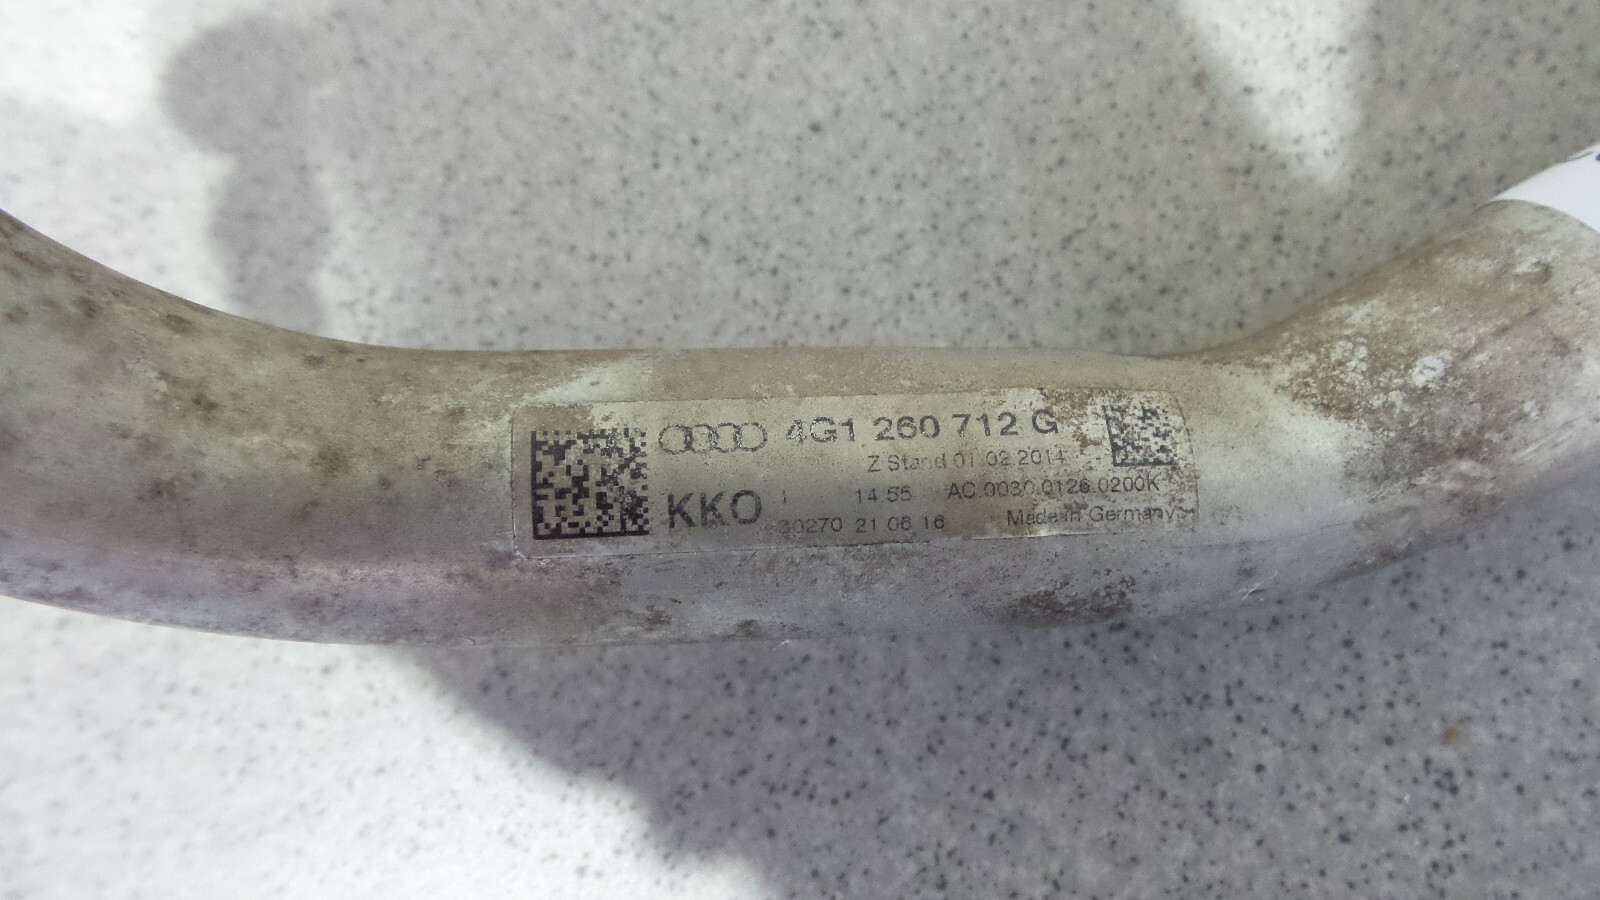 4G1 260 712 G
Z Stand 01.02.2014
KKO 14:55 AC.0030.0126.0200K
21.06.16 Made in Germany